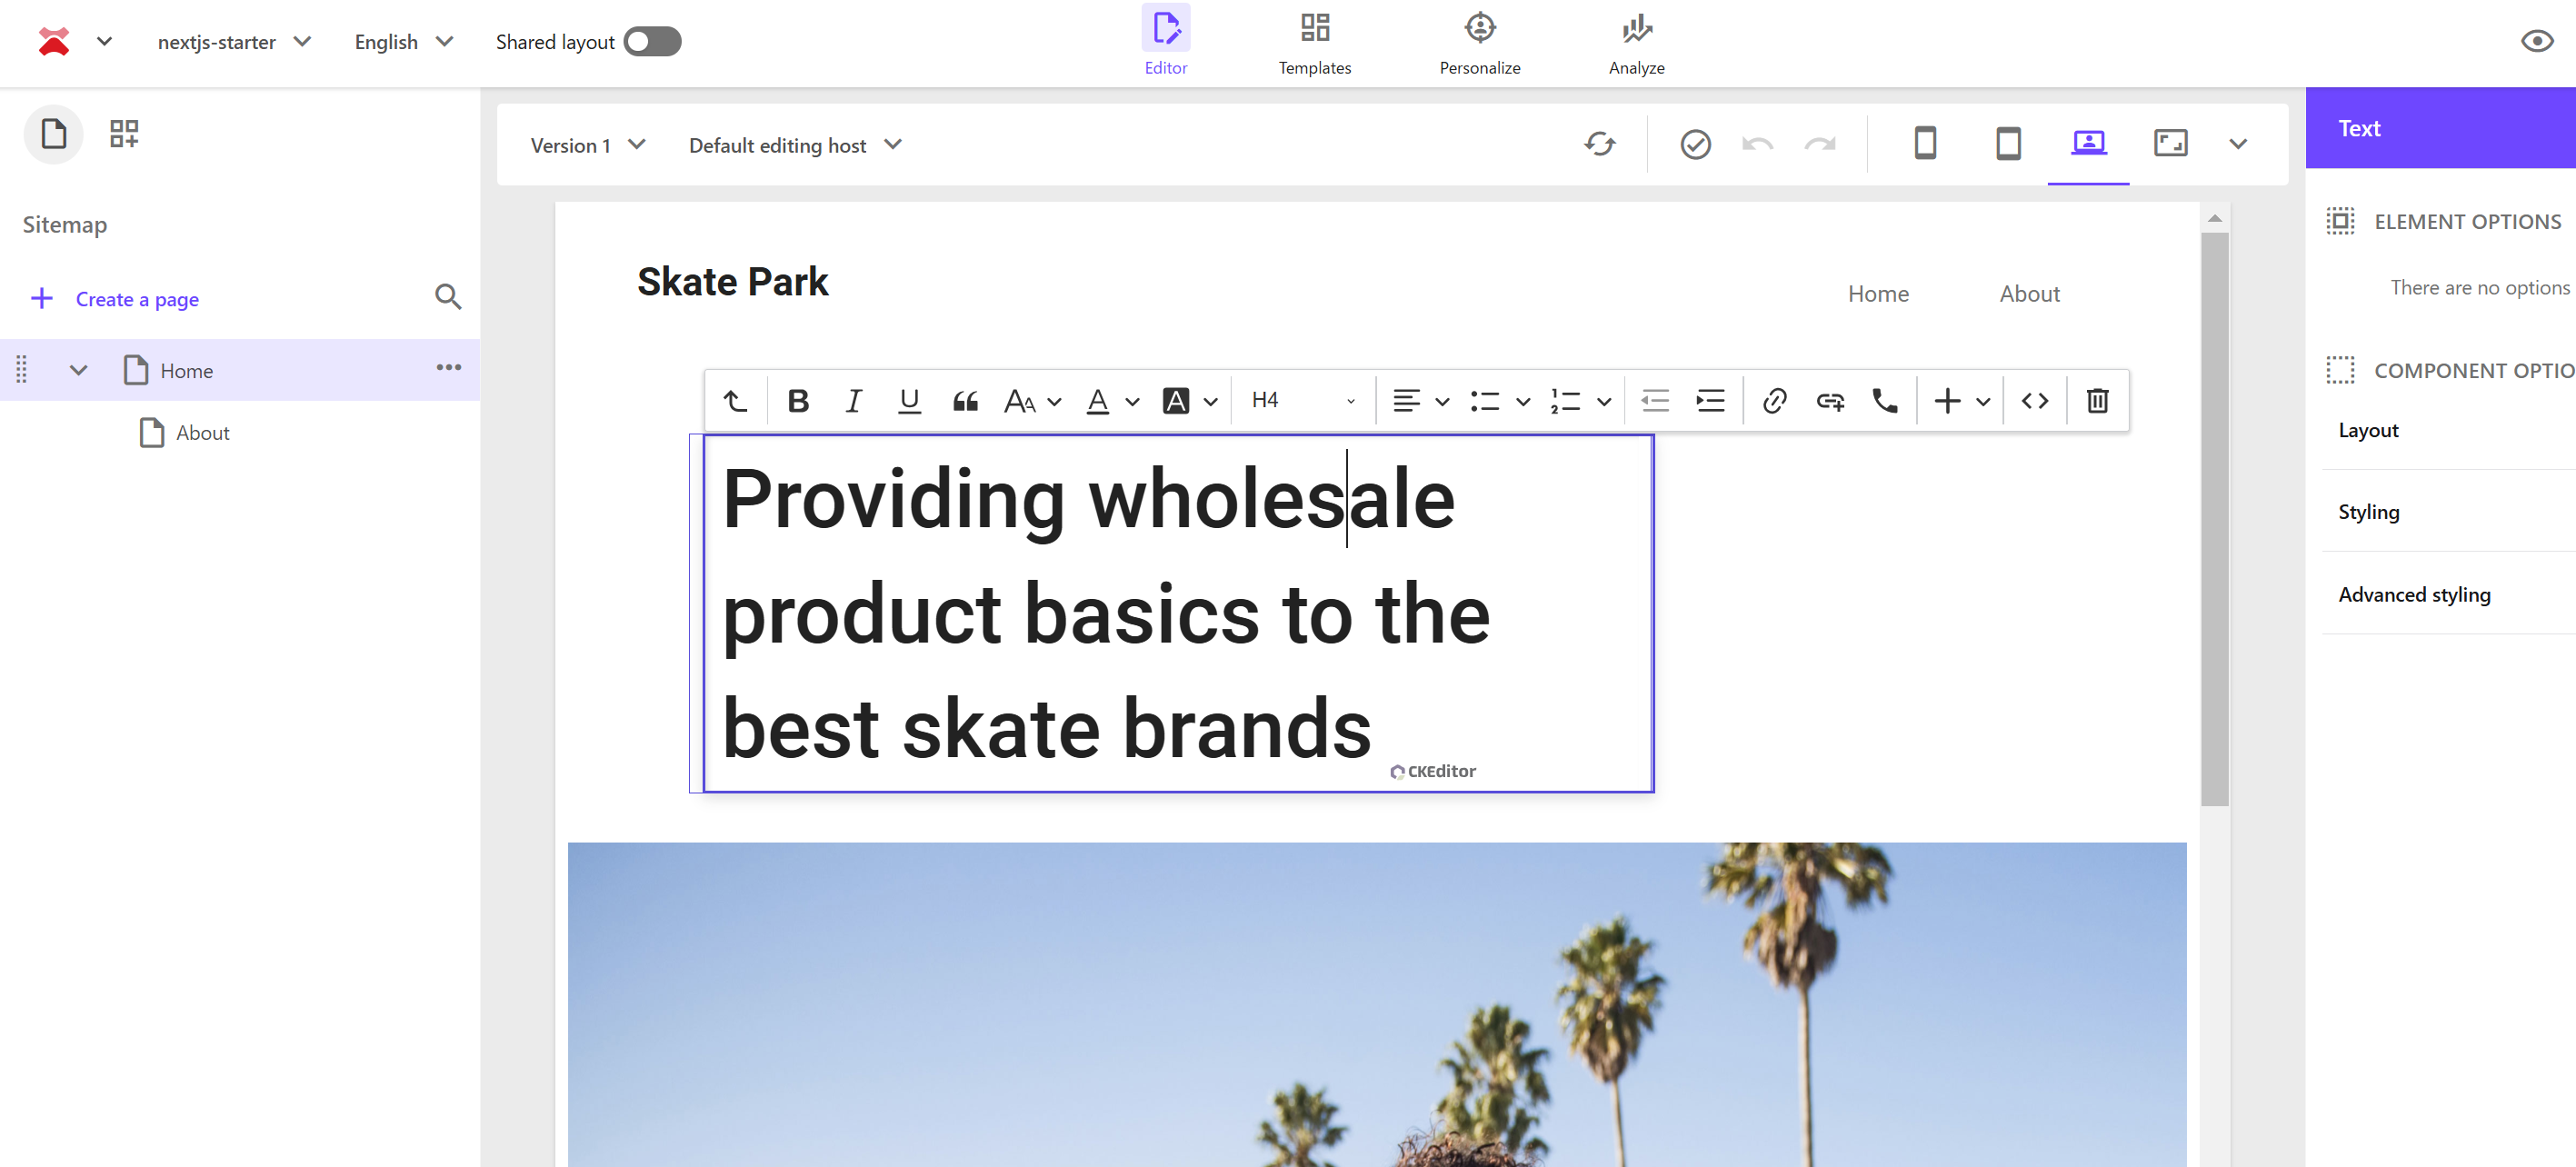 nextjs-starter English Shared layout
Editor Templates Personalize Analyze
Sitemap
Create a page
Home
About
Version 1 Default editing host
Skate Park
Home About
H4
Providing wholesale
product basics to the
best skate brands
CKEditor
Text
ELEMENT OPTIONS
There are no options
COMPONENT OPTIO
Layout
Styling
Advanced styling